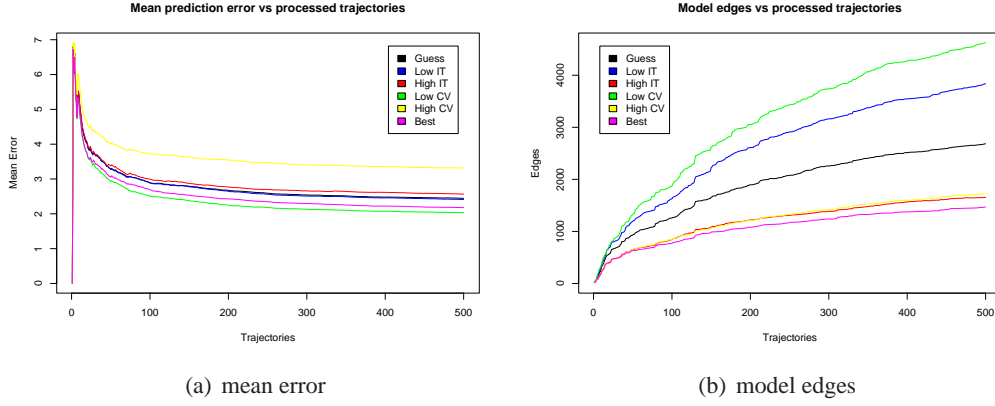 Mean prediction error vs processed trajectories
7
6
5
4
3
2
1
0
Mean Error
Guess
Low IT
High IT
Low CV
High CV
Best
0 100 200 300 400 500
Trajectories
(a) mean error
Model edges vs processed trajectories
4000
3000
2000
1000
0
Edges
Guess
Low IT
High IT
Low CV
High CV
Best
0 100 200 300 400 500
Trajectories
(b) model edges